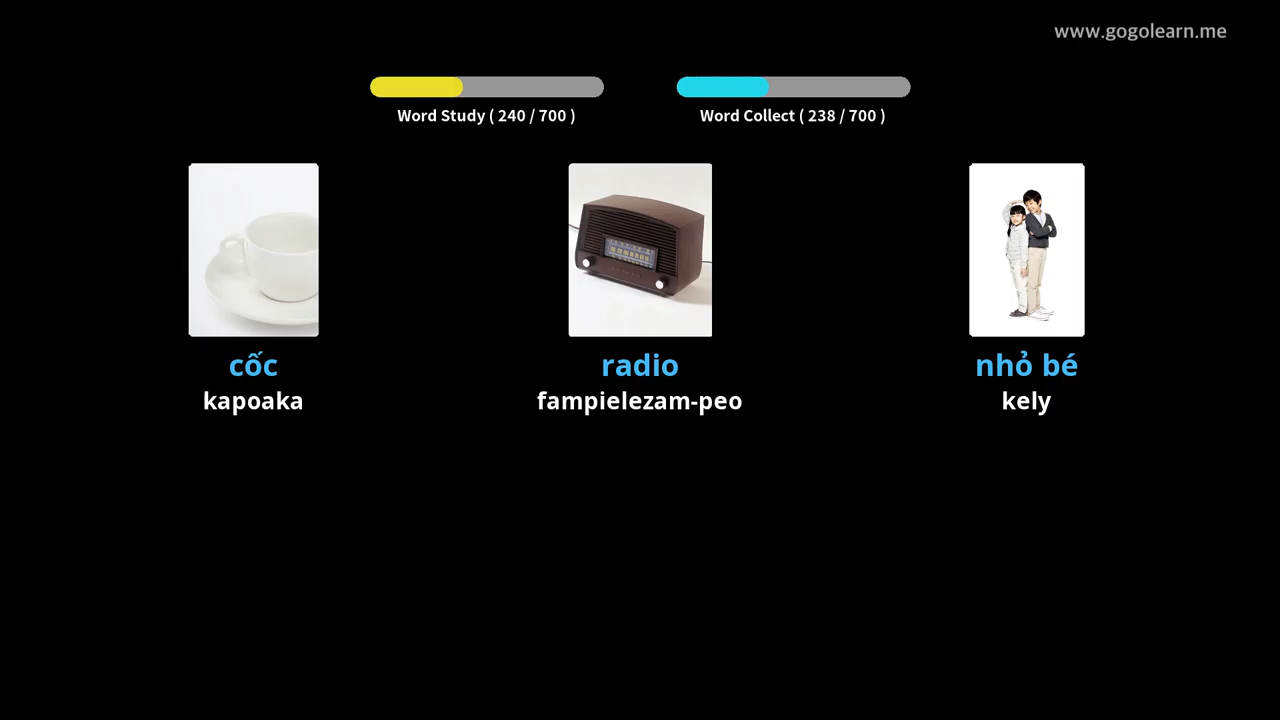 www.gogolearn.me
Word Study ( 240 / 700 )
Word Collect ( 238 / 700 )
cốc
kapoaka
radio
fampielezam-peo
nhỏ bé
kely